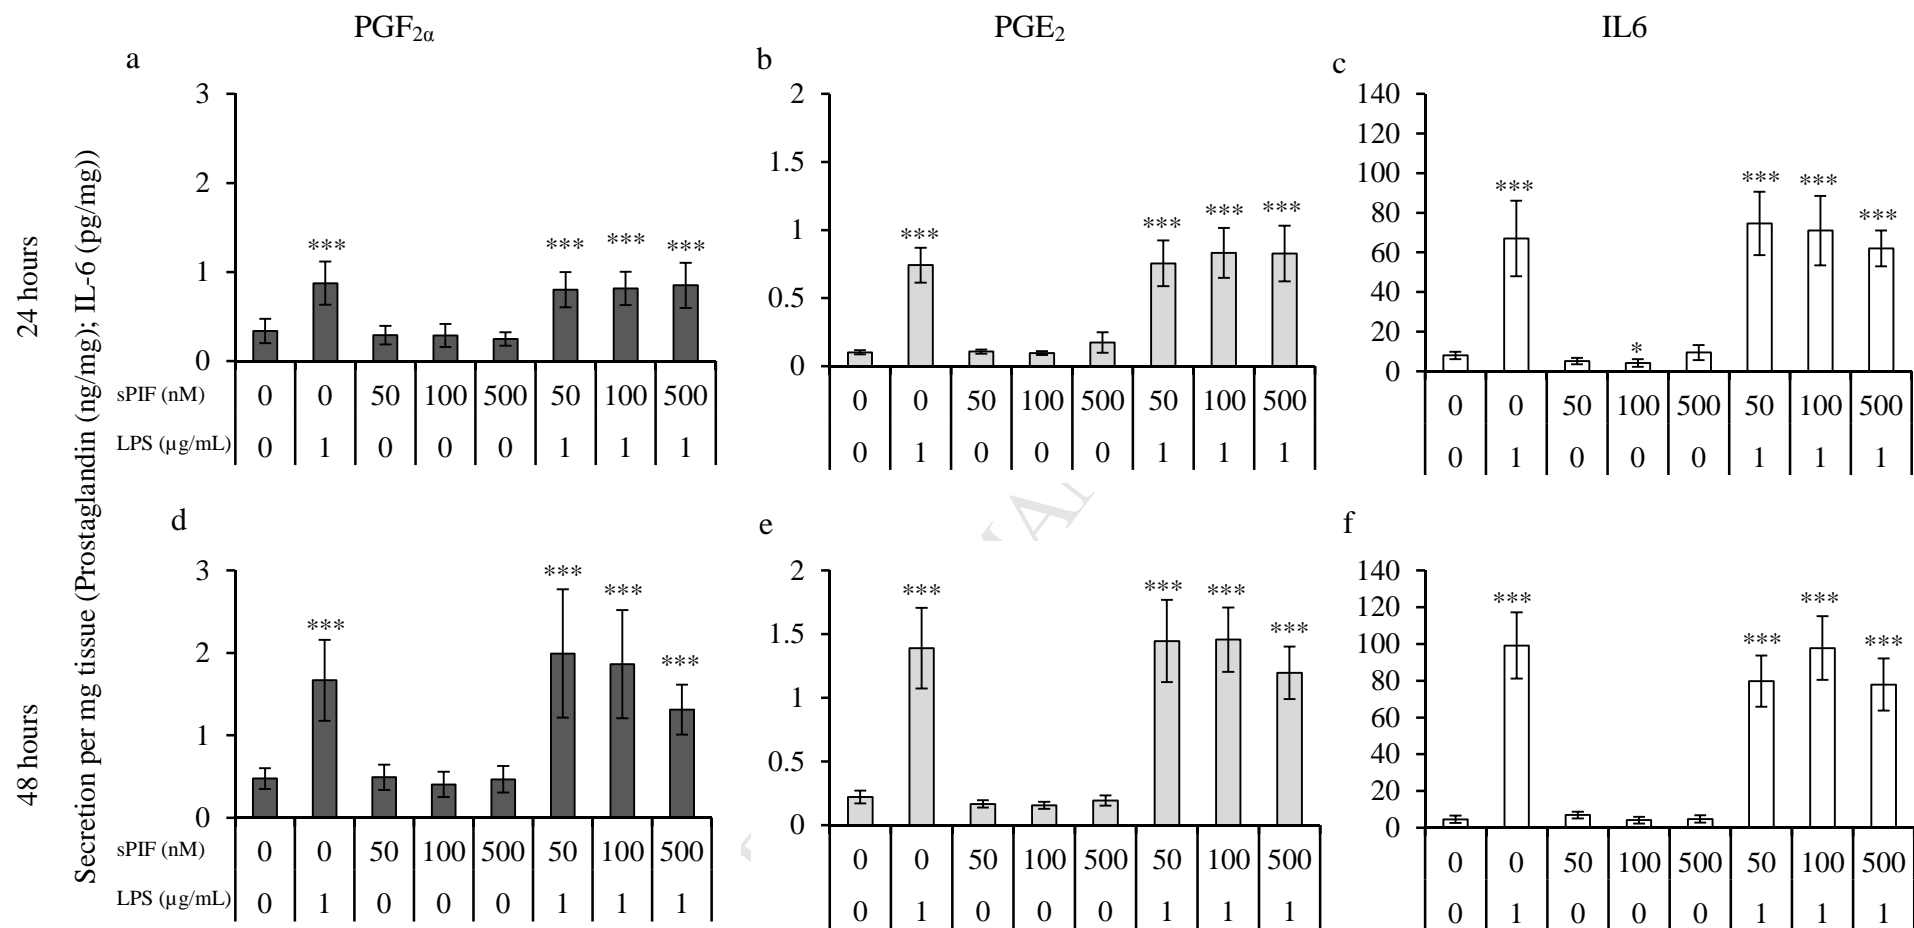 PGF2α
PGE2
IL6
24 hours
48 hours
Secretion per mg tissue (Prostaglandin (ng/mg); IL-6 (pg/mg))
a
3
2
1
0
*** *** *** ***
sPIF (nM) 0 0 50 100 500 50 100 500
LPS (µg/mL) 0 1 0 0 0 1 1 1
b
2
1.5
1
0.5
0
*** *** *** ***
0 0 50 100 500 50 100 500
0 1 0 0 0 1 1 1
c
140
120
100
80
60
40
20
0
*** * *** *** ***
0 0 50 100 500 50 100 500
0 1 0 0 0 1 1 1
d
3
2
1
0
*** *** *** ***
sPIF (nM) 0 0 50 100 500 50 100 500
LPS (µg/mL) 0 1 0 0 0 1 1 1
e
2
1.5
1
0.5
0
*** *** *** ***
0 0 50 100 500 50 100 500
0 1 0 0 0 1 1 1
f
140
120
100
80
60
40
20
0
*** *** *** ***
0 0 50 100 500 50 100 500
0 1 0 0 0 1 1 1